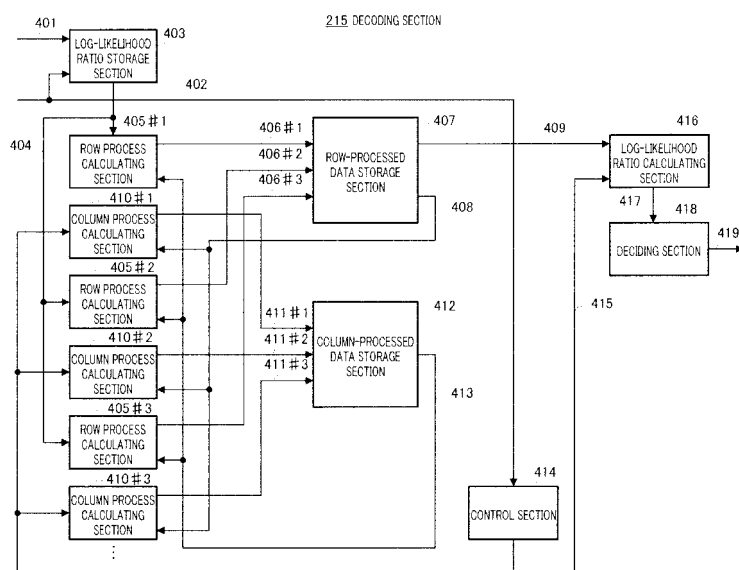 215 DECODING SECTION
401
LOG-LIKELIHOOD
RATIO STORAGE
SECTION
403
402
404
405#1
ROW PROCESS
CALCULATING
SECTION
406#1
406#2
406#3
ROW-PROCESSED
DATA STORAGE
SECTION
407
408
409
416
LOG-LIKELIHOOD
RATIO CALCULATING
SECTION
417
418
DECIDING SECTION
419
410#1
COLUMN PROCESS
CALCULATING
SECTION
405#2
ROW PROCESS
CALCULATING
SECTION
411#1
411#2
411#3
COLUMN-PROCESSED
DATA STORAGE
SECTION
412
413
415
410#2
COLUMN PROCESS
CALCULATING
SECTION
405#3
ROW PROCESS
CALCULATING
SECTION
410#3
COLUMN PROCESS
CALCULATING
SECTION
⋮
414
CONTROL SECTION